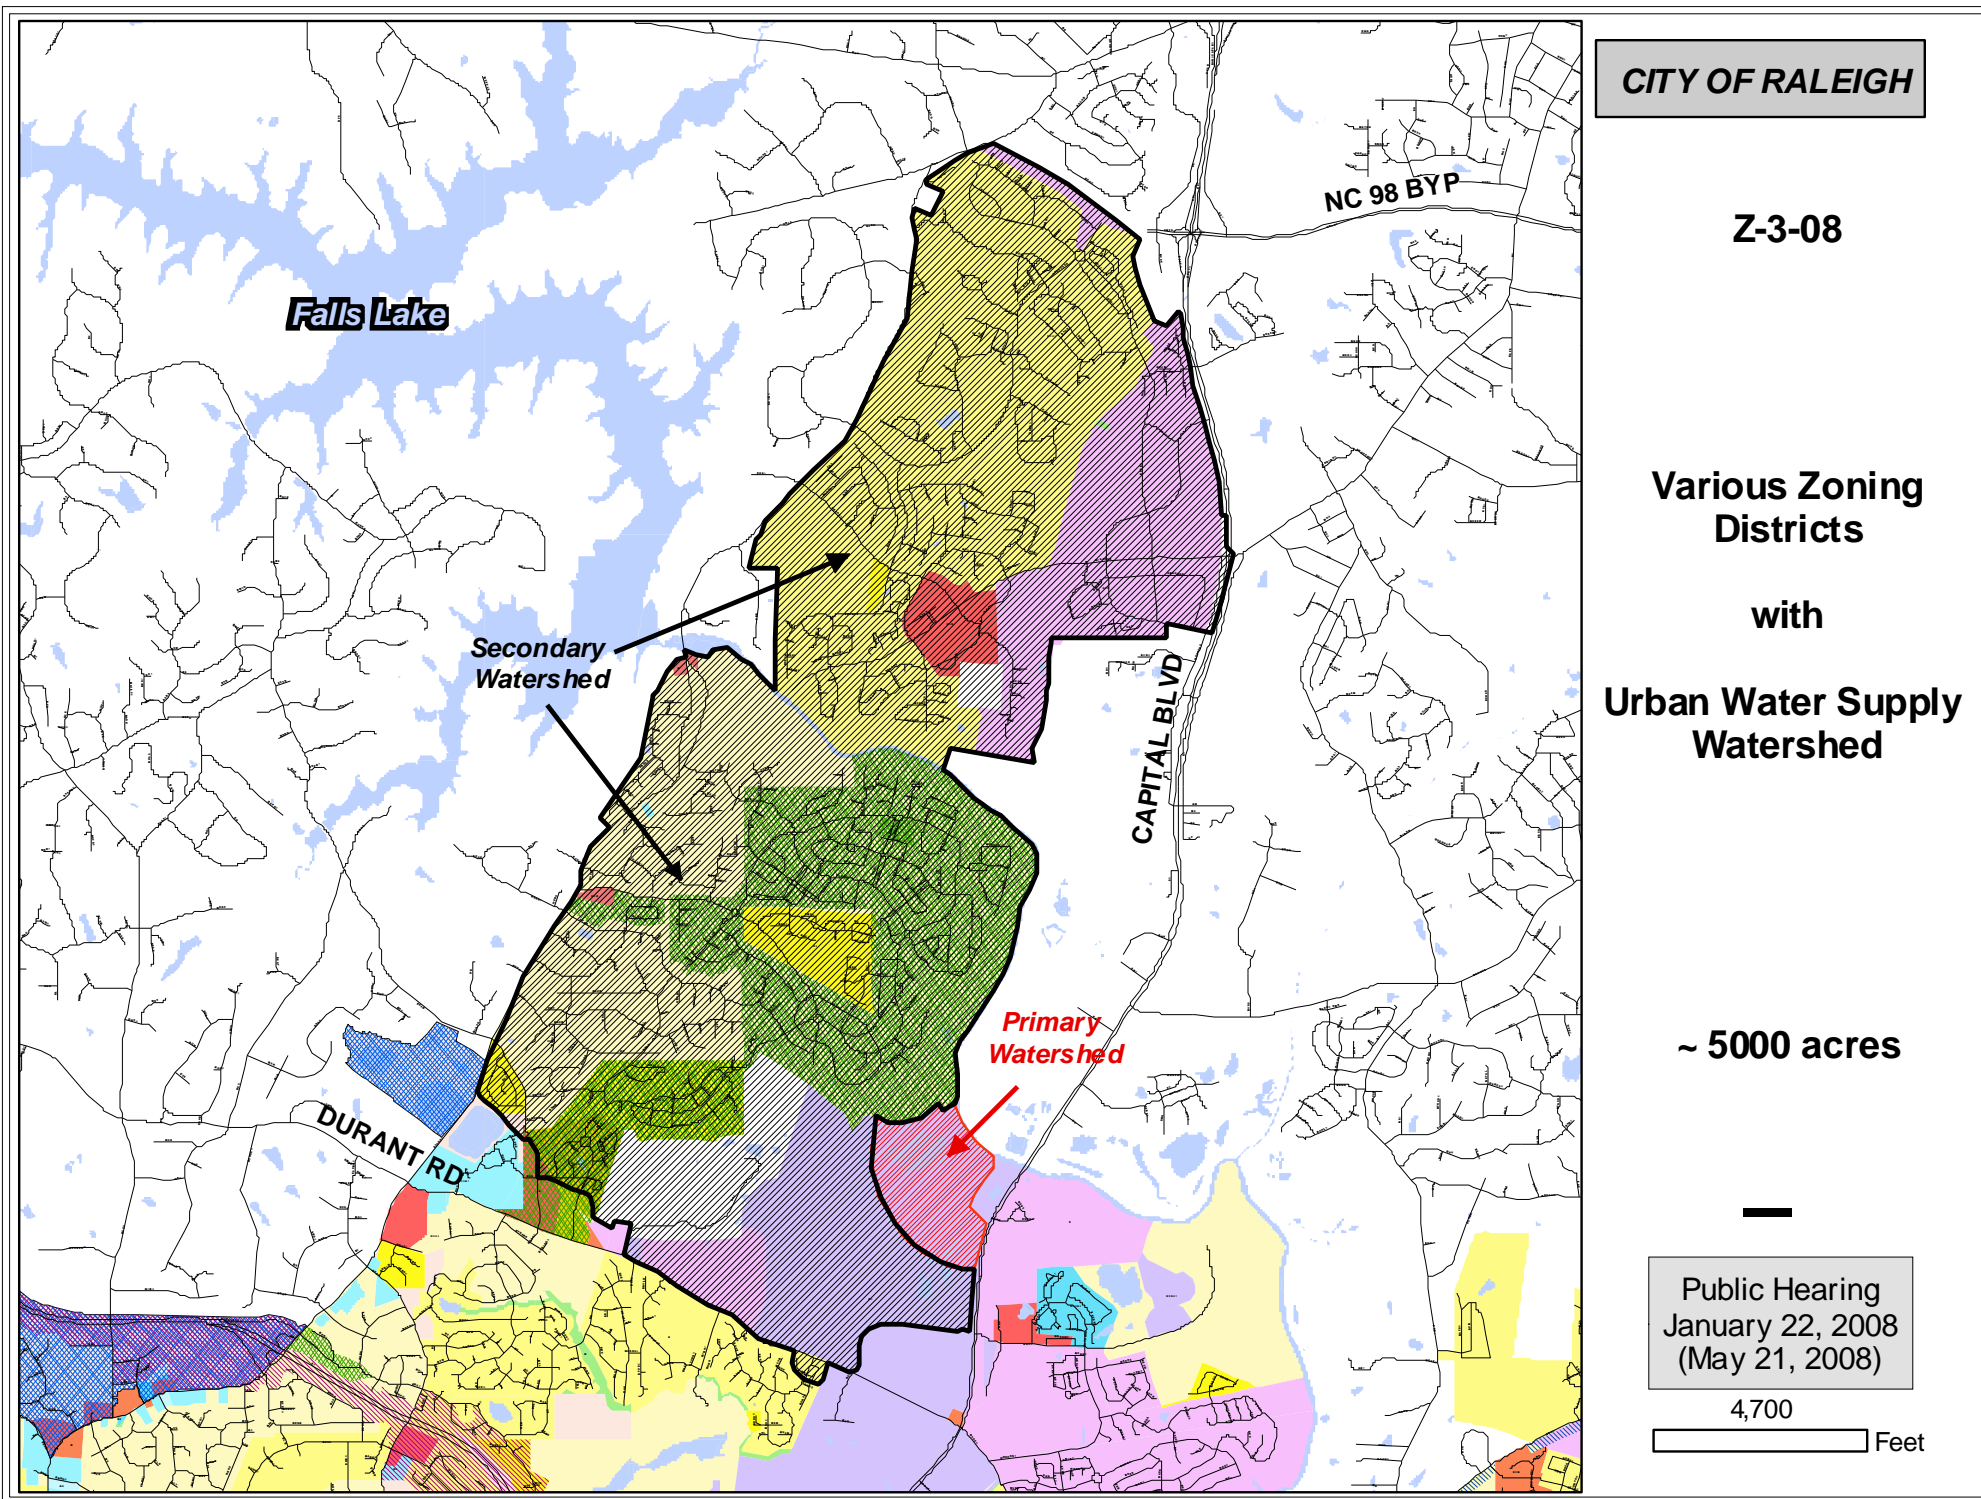 CITY OF RALEIGH
Z-3-08
Various Zoning
Districts
with
Urban Water Supply
Watershed
~ 5000 acres
Public Hearing
January 22, 2008
(May 21, 2008)
4,700
Feet
NC 98 BYP
Falls Lake
Secondary
Watershed
CAPITAL BLVD
Primary
Watershed
DURANT RD